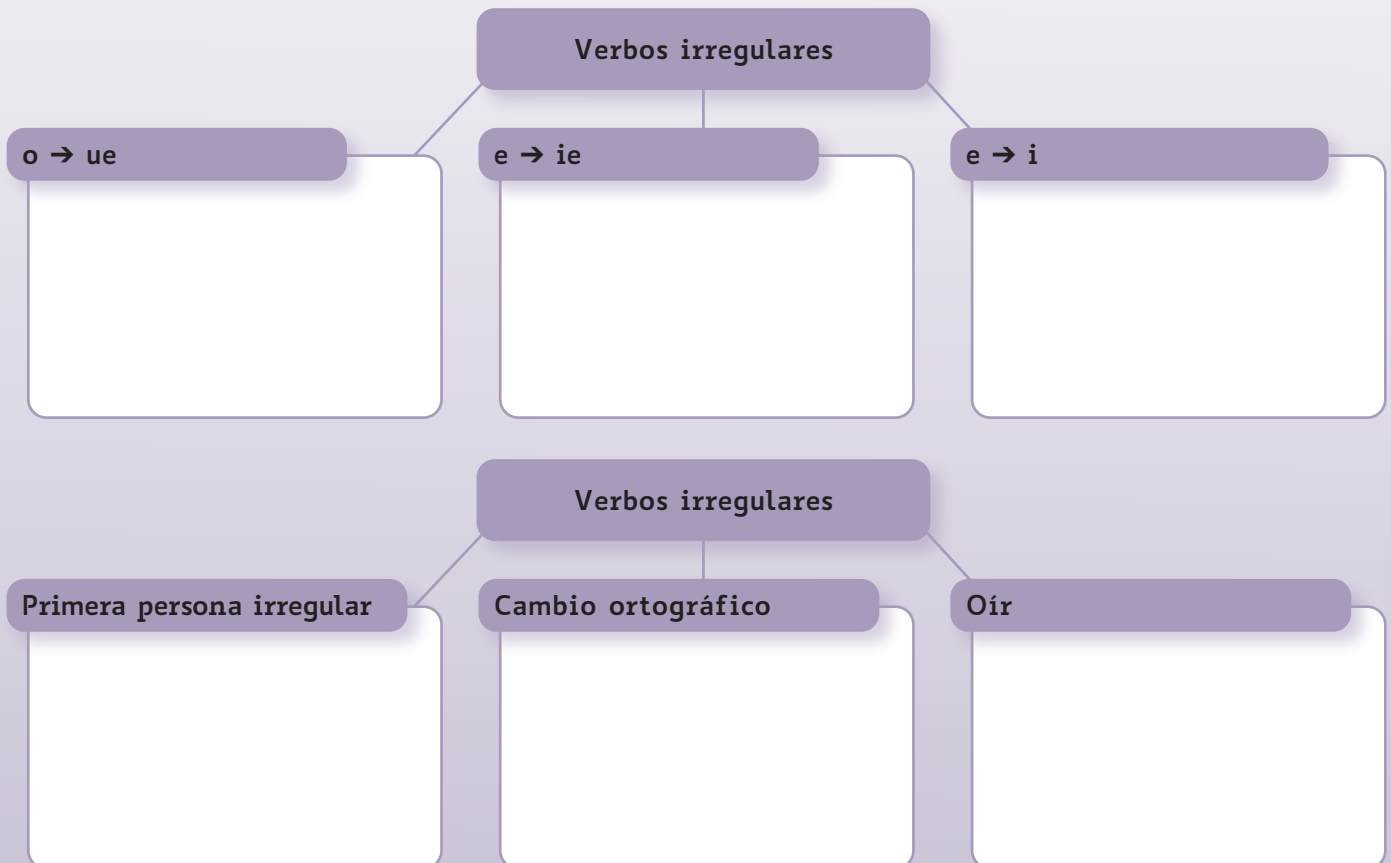 Verbos irregulares
o ➔ ue
e ➔ ie
e ➔ i
Verbos irregulares
Primera persona irregular
Cambio ortográfico
Oír